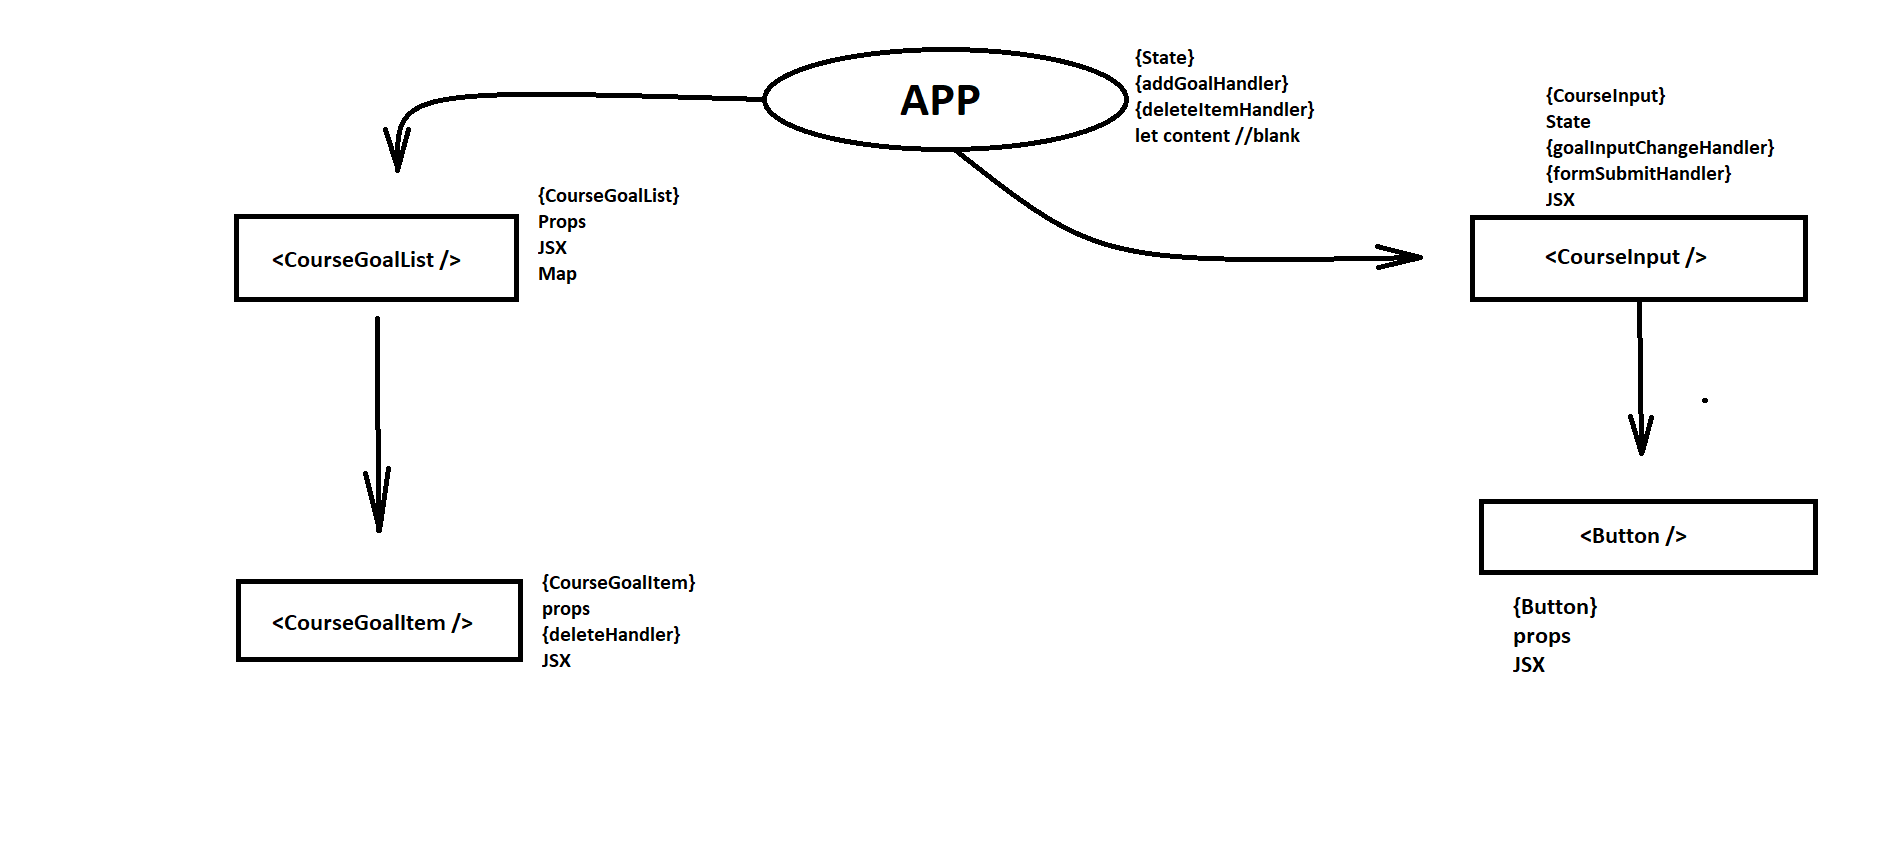 APP
{State}
{addGoalHandler}
{deleteItemHandler}
let content //blank
{CourseInput}
State
{goalInputChangeHandler}
{formSubmitHandler}
JSX
<CourseInput />
{CourseGoalList}
Props
JSX
Map
<CourseGoalList />
<Button />
{Button}
props
JSX
{CourseGoalItem}
props
{deleteHandler}
JSX
<CourseGoalItem />